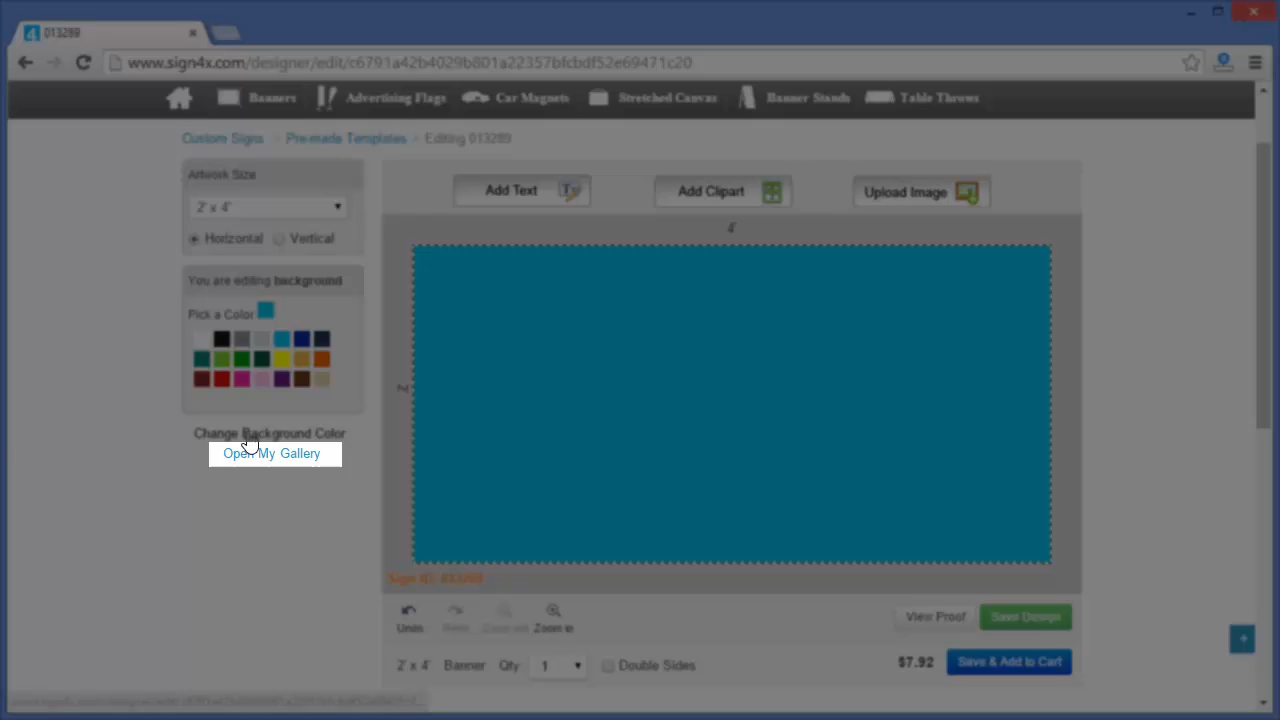 013289
www.sign4x.com/designer/edit/c6791a42b4029b801a22357bfcbdf52e69471c20
Banners Advertising Flags Car Magnets Stretched Canvas Banner Stands Table Throws
Custom Signs Pre-made Templates Editing 013289
Artwork Size
2' x 4'
Horizontal Vertical
You are editing background
Pick a Color
Change Background Color
Open My Gallery
Add Text Add Clipart Upload Image
4'
2'
Sign ID: 013289
Undo Zoom In
View Proof Save Design
2' x 4' Banner Qty 1 Double Sides
$7.92 Save & Add to Cart